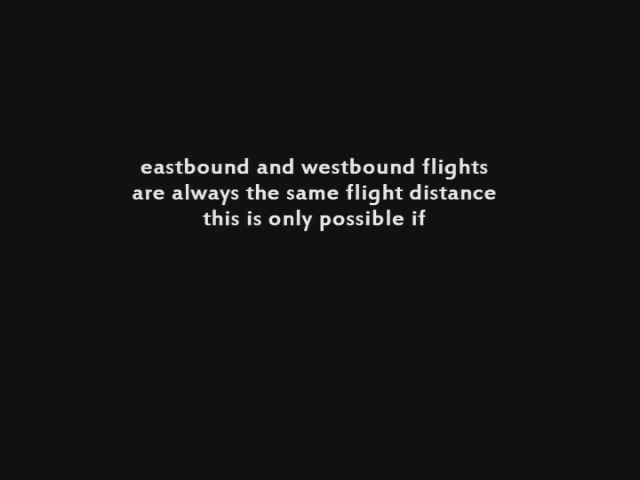 eastbound and westbound flights
are always the same flight distance
this is only possible if